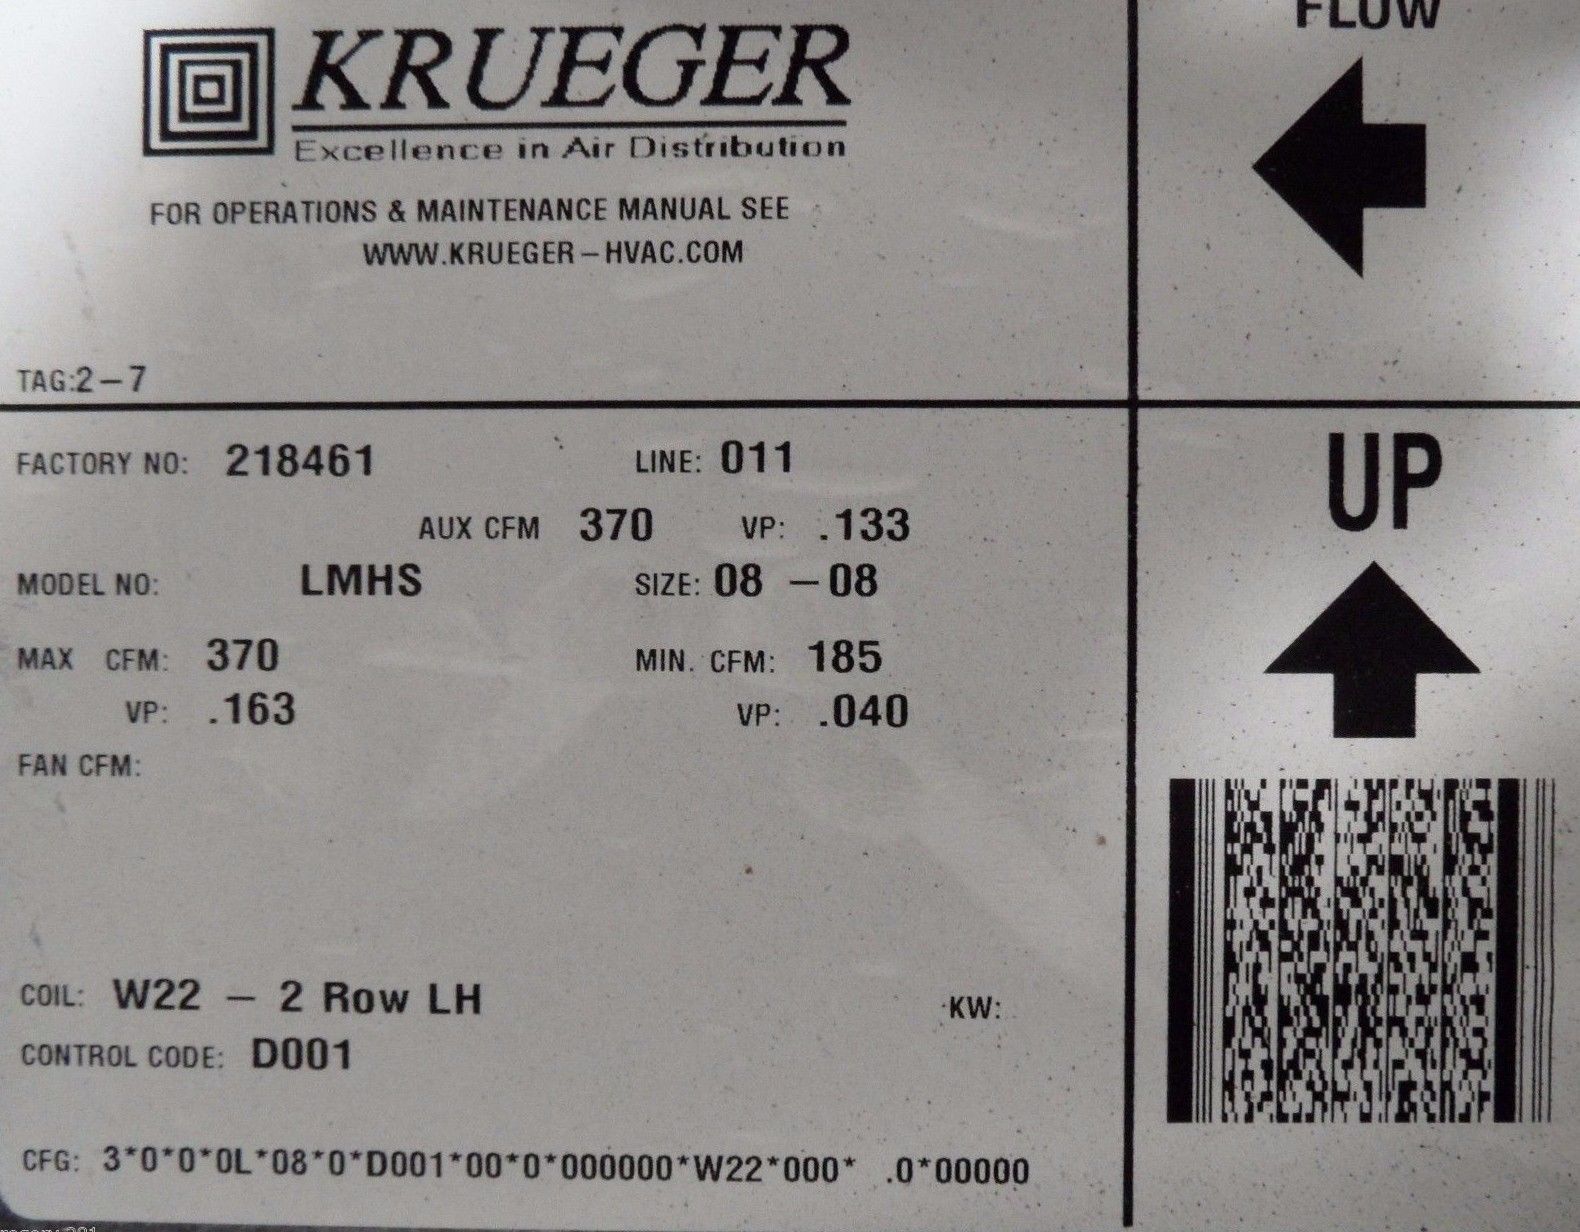 KRUEGER
Excellence in Air Distribution
FOR OPERATIONS & MAINTENANCE MANUAL SEE
WWW.KRUEGER-HVAC.COM
TAG:2-7
FLOW
FACTORY NO: 218461 LINE: 011
AUX CFM 370 VP: .133
MODEL NO: LMHS SIZE: 08 -08
MAX CFM: 370 MIN. CFM: 185
VP: .163 VP: .040
FAN CFM:
UP
COIL: W22 - 2 Row LH KW:
CONTROL CODE: D001
CFG: 3*0*0*0L*08*0*D001*00*0*000000*W22*000* .0*00000